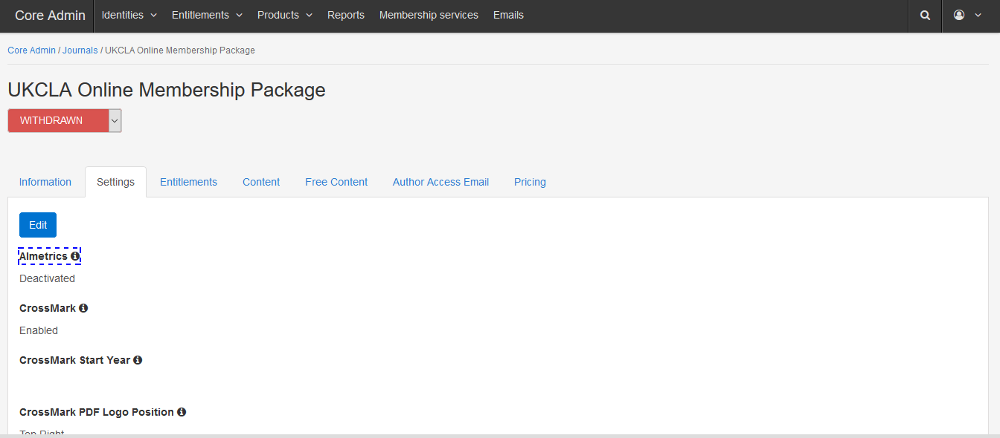 Core Admin Identities Entitlements Products Reports Membership services Emails
Core Admin / Journals / UKCLA Online Membership Package
UKCLA Online Membership Package
WITHDRAWN
Information Settings Entitlements Content Free Content Author Access Email Pricing
Edit
Almetrics
Deactivated
CrossMark
Enabled
CrossMark Start Year
CrossMark PDF Logo Position
Top Right